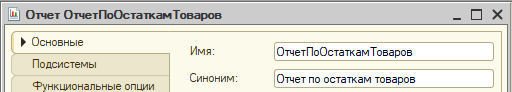 Отчет ОтчетПоОстаткамТоваров
Основные
Подсистемы
Функциональные опции
Имя: ОтчетПоОстаткамТоваров
Синоним: Отчет по остаткам товаров